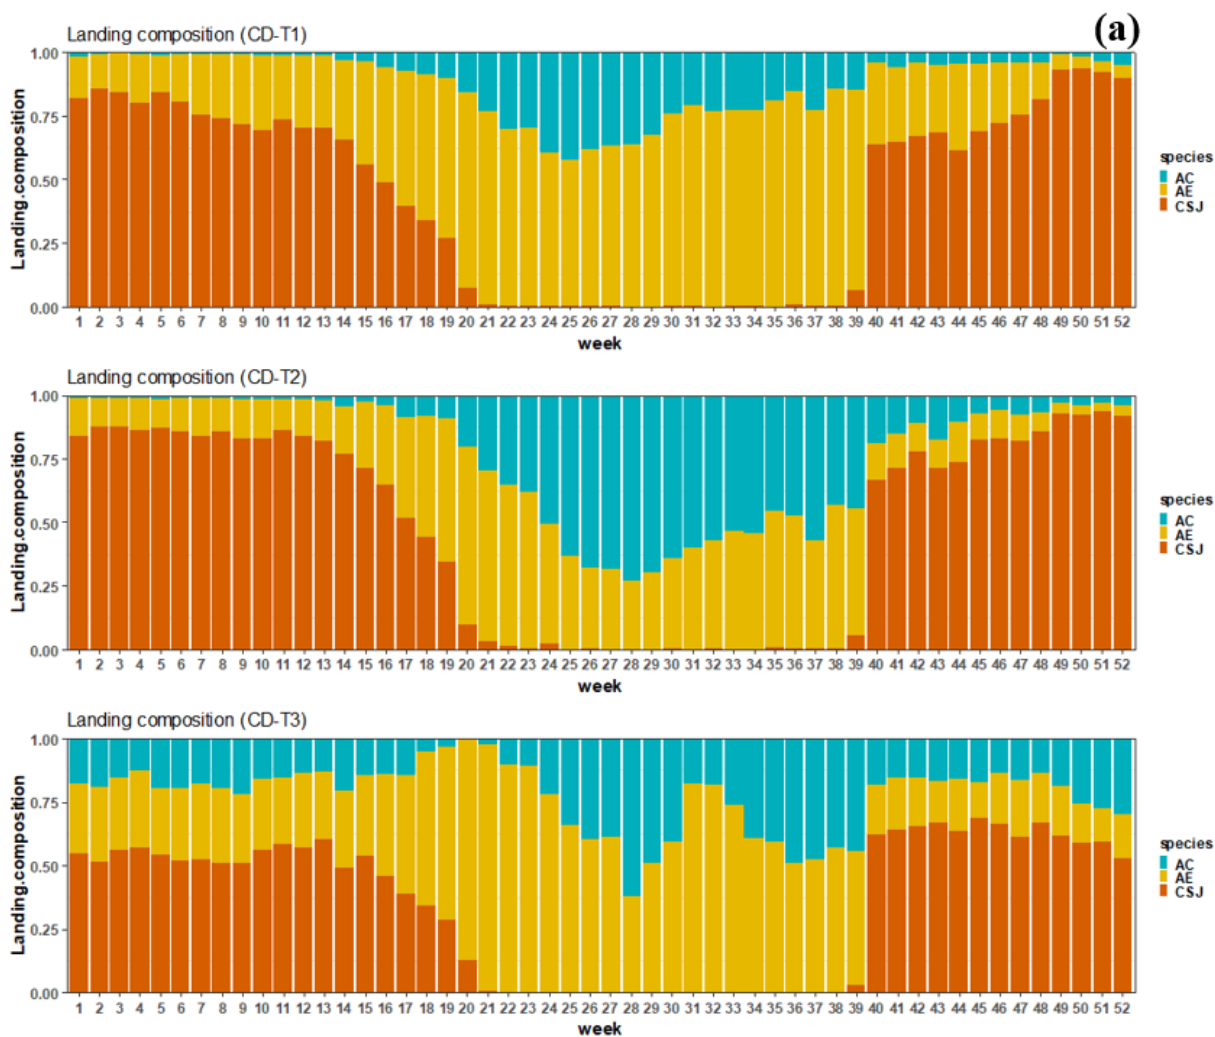 (a)
Landing composition (CD-T1)
1.00
0.75
0.50
0.25
0.00
Landing.composition
1 2 3 4 5 6 7 8 9 10 11 12 13 14 15 16 17 18 19 20 21 22 23 24 25 26 27 28 29 30 31 32 33 34 35 36 37 38 39 40 41 42 43 44 45 46 47 48 49 50 51 52
week
species
AC
AE
CSJ
Landing composition (CD-T2)
1.00
0.75
0.50
0.25
0.00
Landing.composition
1 2 3 4 5 6 7 8 9 10 11 12 13 14 15 16 17 18 19 20 21 22 23 24 25 26 27 28 29 30 31 32 33 34 35 36 37 38 39 40 41 42 43 44 45 46 47 48 49 50 51 52
week
species
AC
AE
CSJ
Landing composition (CD-T3)
1.00
0.75
0.50
0.25
0.00
Landing.composition
1 2 3 4 5 6 7 8 9 10 11 12 13 14 15 16 17 18 19 20 21 22 23 24 25 26 27 28 29 30 31 32 33 34 35 36 37 38 39 40 41 42 43 44 45 46 47 48 49 50 51 52
week
species
AC
AE
CSJ